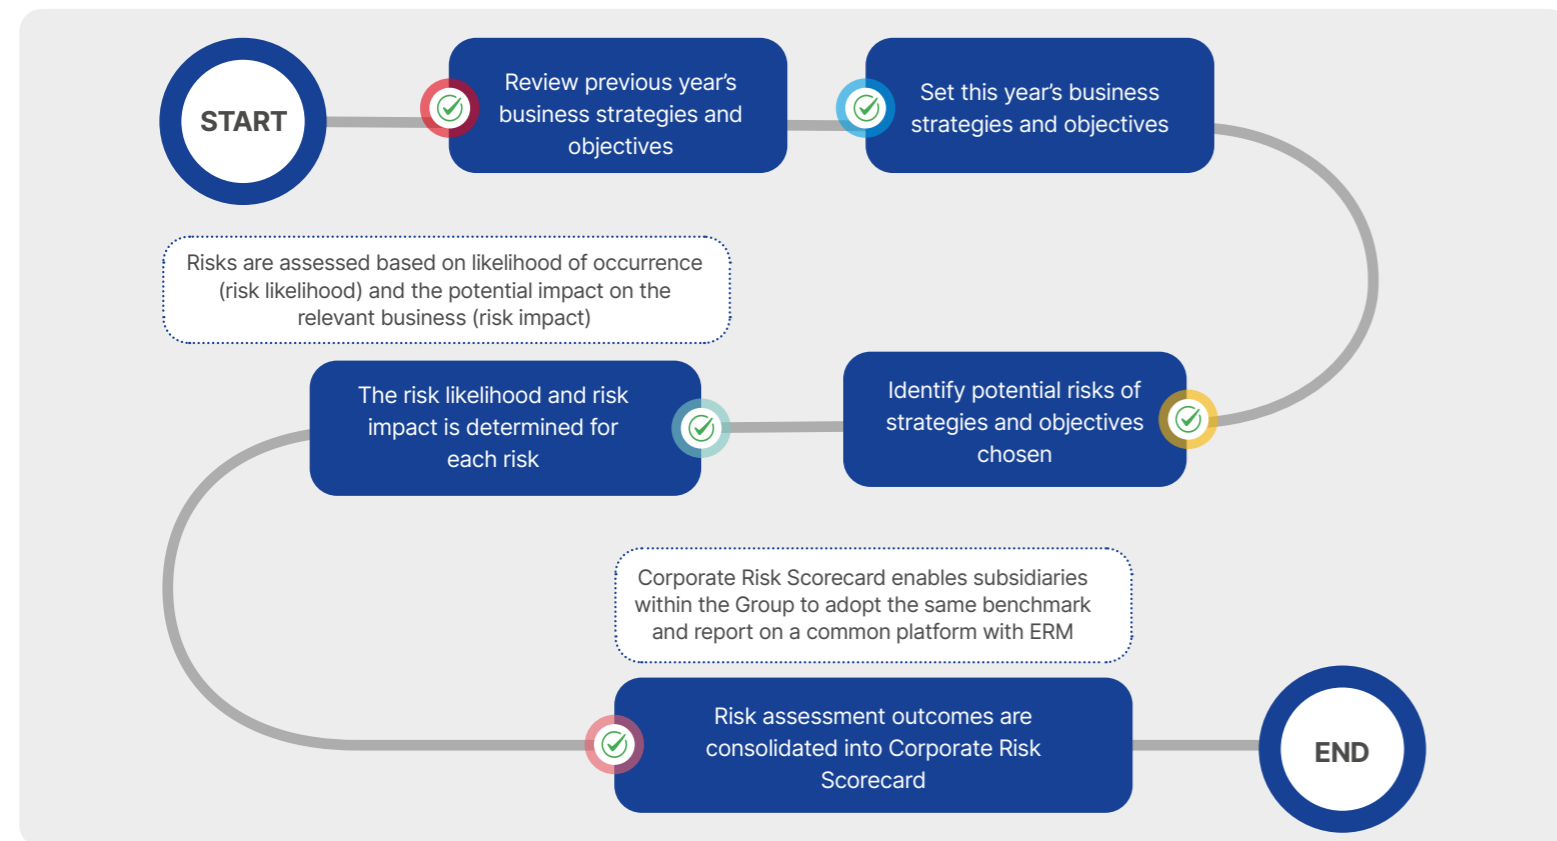 START
Review previous year’s
business strategies and
objectives
Set this year’s business
strategies and objectives
Risks are assessed based on likelihood of occurrence
(risk likelihood) and the potential impact on the
relevant business (risk impact)
Identify potential risks of
strategies and objectives
chosen
The risk likelihood and risk
impact is determined for
each risk
Corporate Risk Scorecard enables subsidiaries
within the Group to adopt the same benchmark
and report on a common platform with ERM
Risk assessment outcomes are
consolidated into Corporate Risk
Scorecard
END